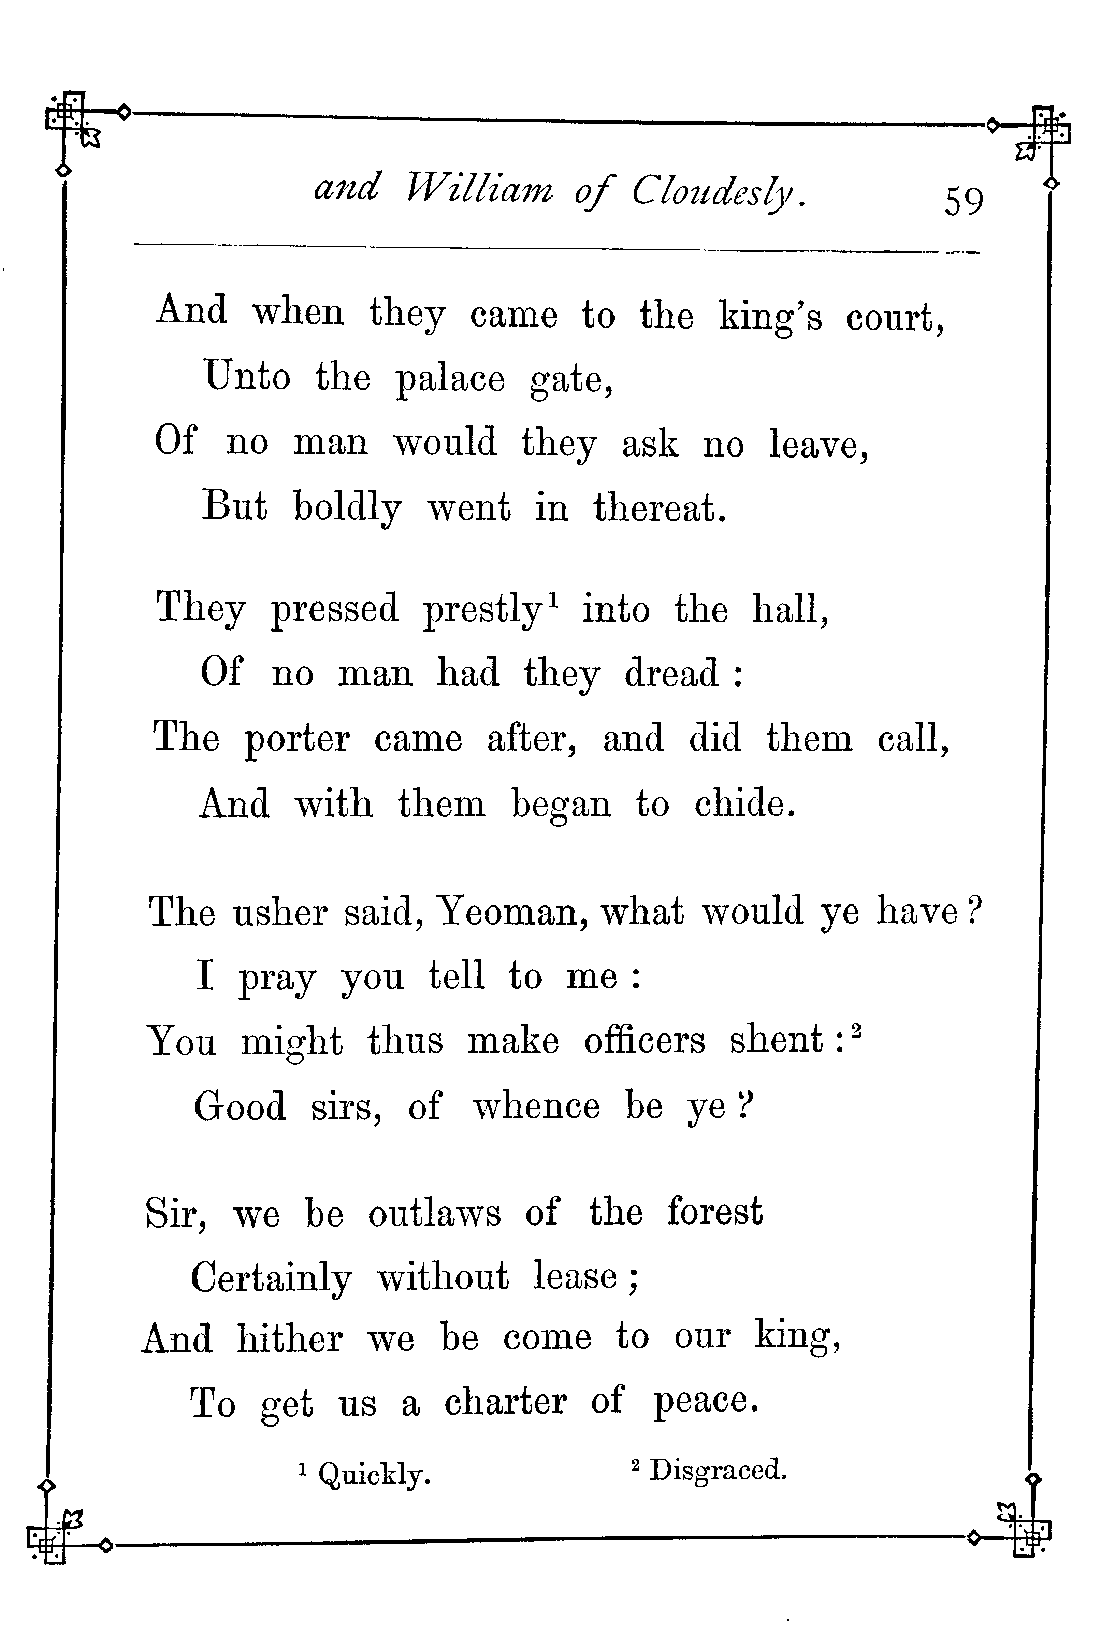 and William of Cloudesly. 59
And when they came to the king's court,
Unto the palace gate,
Of no man would they ask no leave,
But boldly went in thereat.
They pressed prestly¹ into the hall,
Of no man had they dread :
The porter came after, and did them call,
And with them began to chide.
The usher said, Yeoman, what would ye have?
I pray you tell to me :
You might thus make officers shent :²
Good sirs, of whence be ye?
Sir, we be outlaws of the forest
Certainly without lease ;
And hither we be come to our king,
To get us a charter of peace.
¹ Quickly. ² Disgraced.